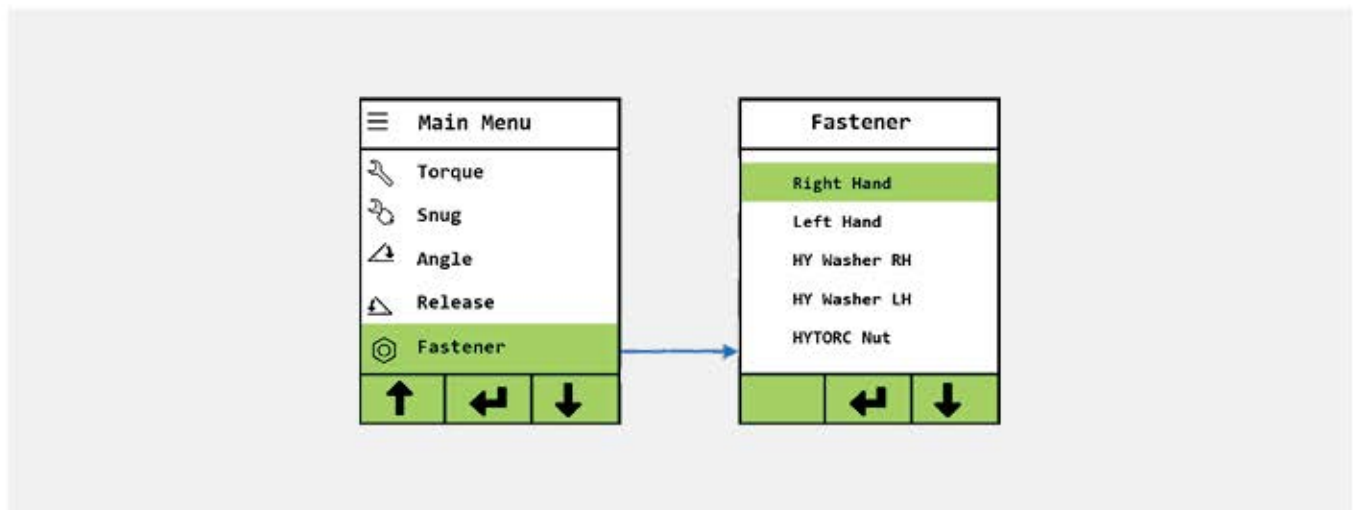 Main Menu
Torque
Snug
Angle
Release
Fastener
Fastener
Right Hand
Left Hand
HY Washer RH
HY Washer LH
HYTORC Nut